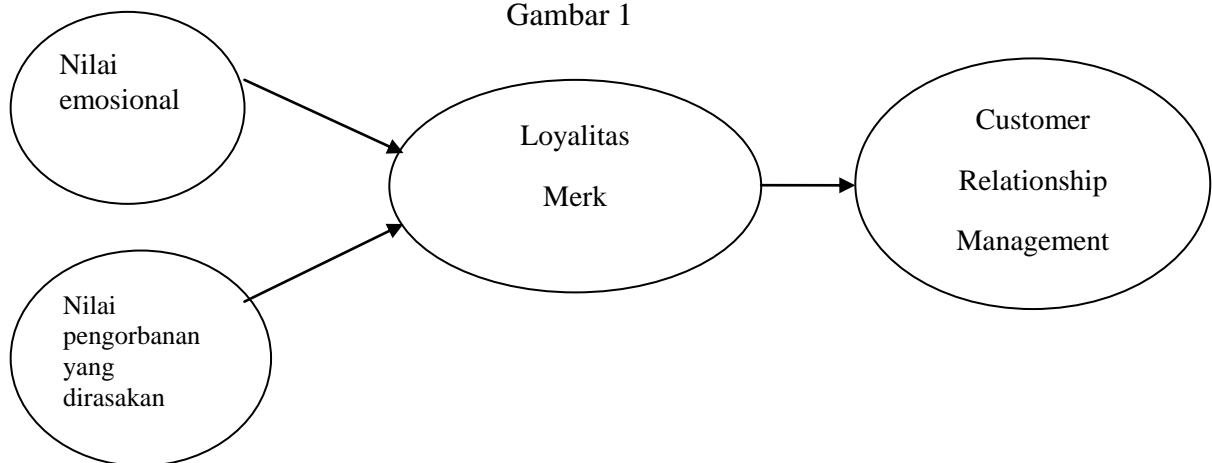 Gambar 1
Nilai
emosional
Loyalitas
Merk
Customer
Relationship
Management
Nilai
pengorbanan
yang
dirasakan